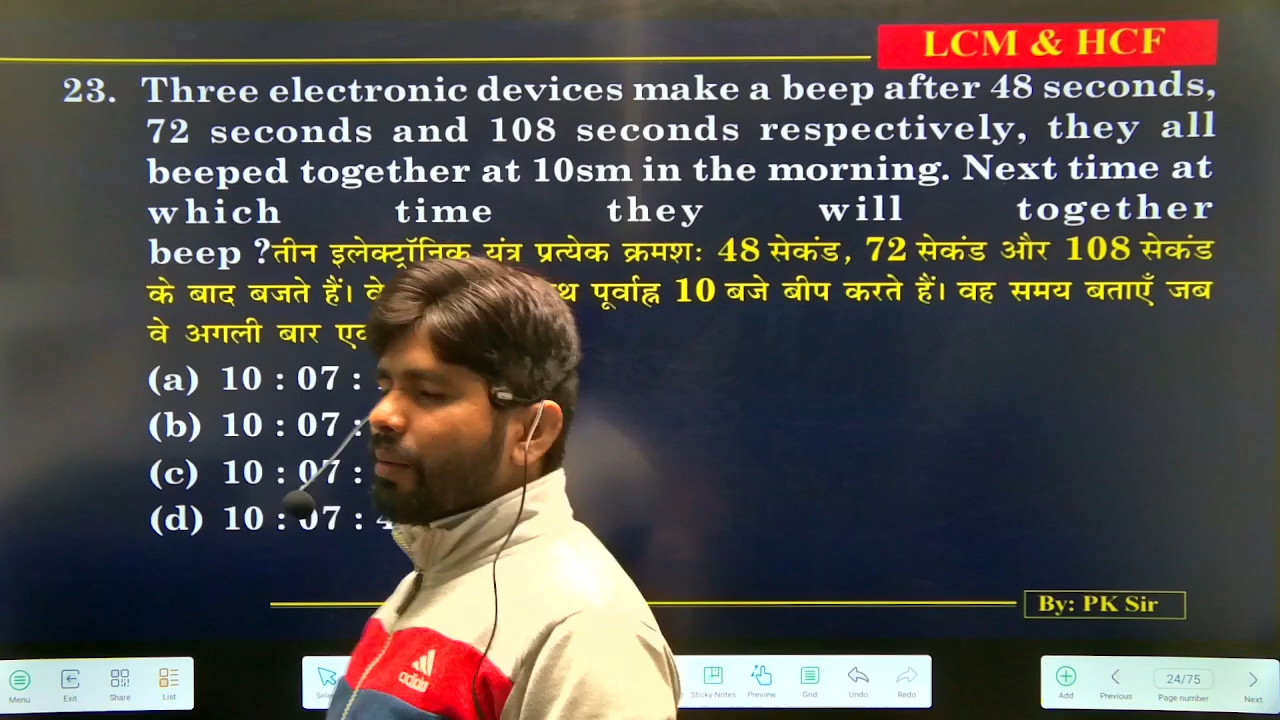 LCM & HCF
23. Three electronic devices make a beep after 48 seconds,
72 seconds and 108 seconds respectively, they all
beeped together at 10sm in the morning. Next time at
which time they will together
beep ?तीन इलेक्ट्रॉनिक यंत्र प्रत्येक क्रमश: 48 सेकंड, 72 सेकंड और 108 सेकंड
के बाद बजते हैं। वे पूर्वाह्न 10 बजे बीप करते हैं। वह समय बताएँ जब
वे अगली बार
(a) 10 : 07 :
(b) 10 : 07 :
(c) 10 : 07 :
(d) 10 : 07 : 4
adidas
By: PK Sir
Menu Exit Share List
Sticky-Notes Preview Grid Undo Redo
Add Previous 24/75 Page number Next